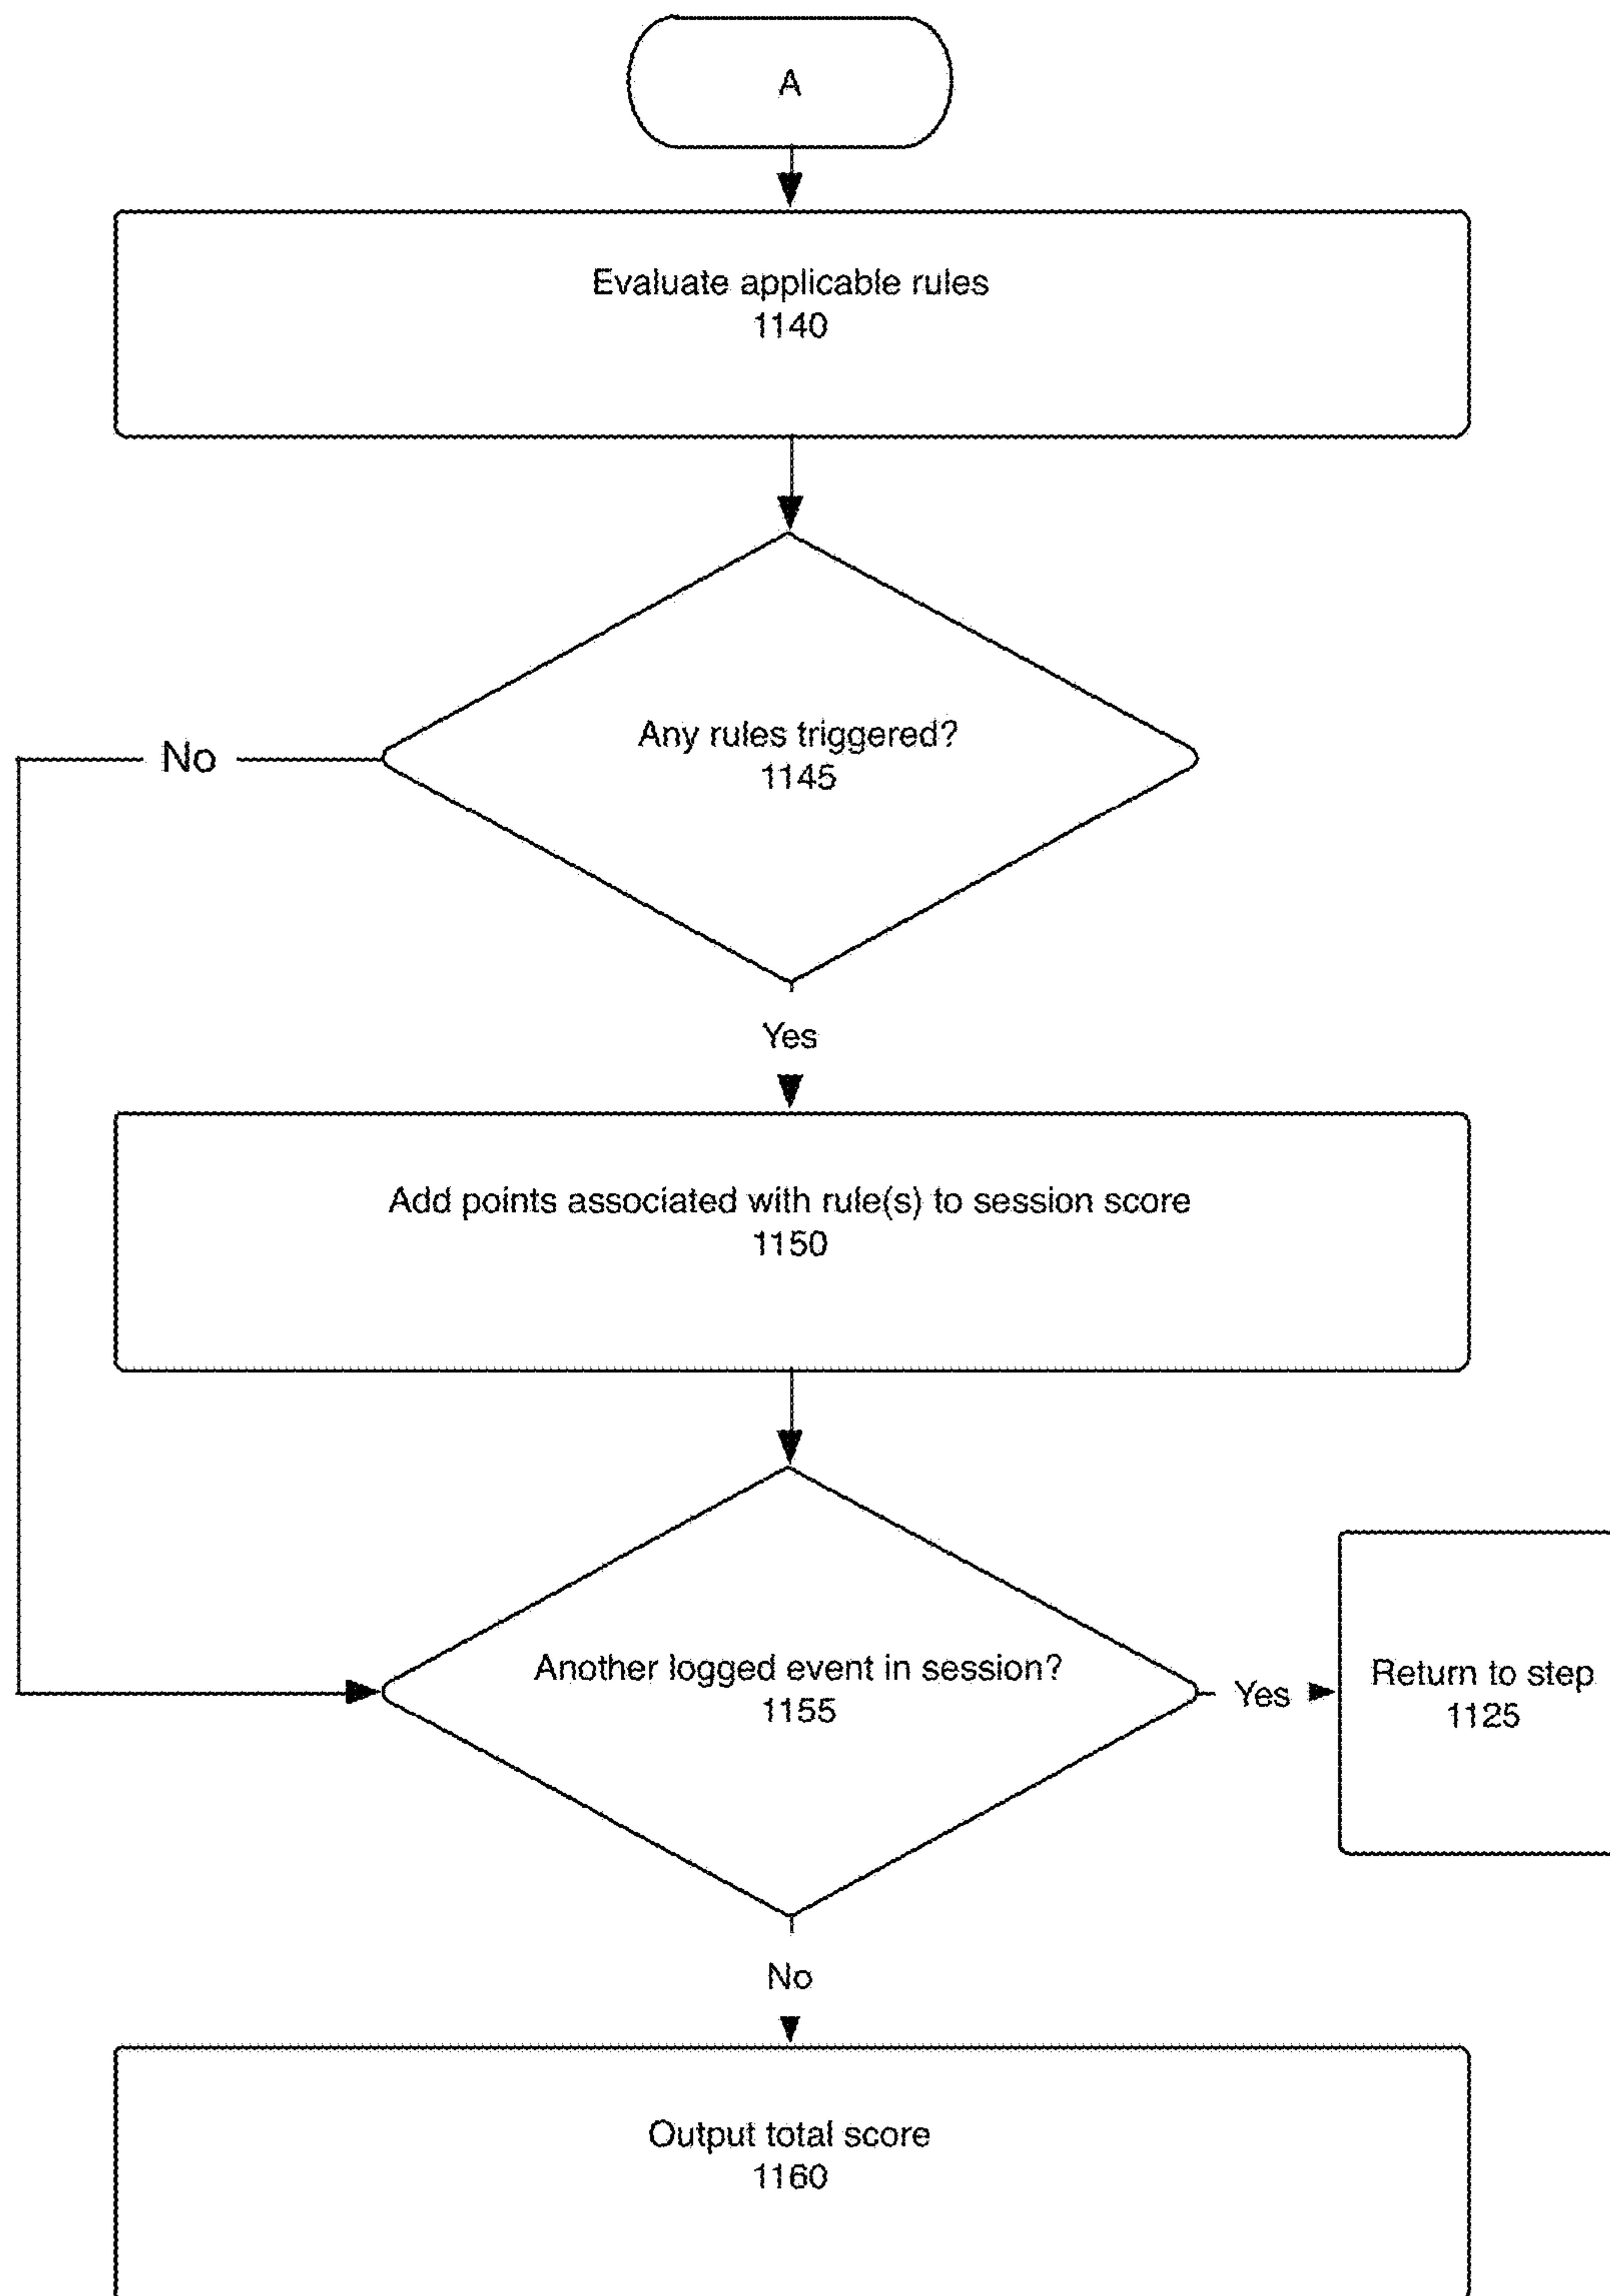 A
Evaluate applicable rules
1140
Any rules triggered?
1145
No
Yes
Add points associated with rule(s) to session score
1150
Another logged event in session?
1155
Yes
Return to step
1125
No
Output total score
1160